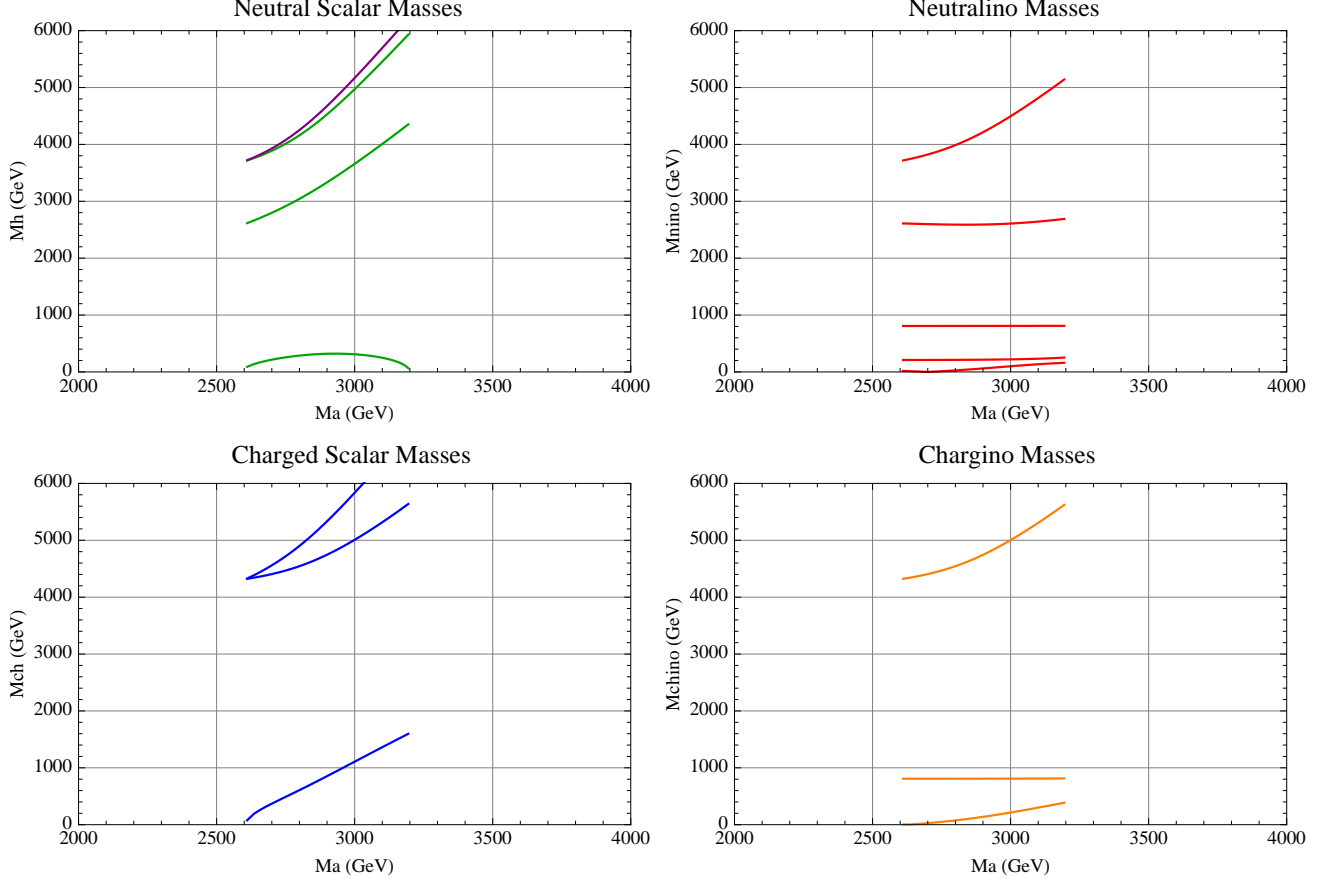 Neutral Scalar Masses
6000
5000
4000
3000
2000
1000
0
Mh (GeV)
2000 2500 3000 3500 4000
Ma (GeV)
Neutralino Masses
6000
5000
4000
3000
2000
1000
0
Mnino (GeV)
2000 2500 3000 3500 4000
Ma (GeV)
Charged Scalar Masses
6000
5000
4000
3000
2000
1000
0
Mch (GeV)
2000 2500 3000 3500 4000
Ma (GeV)
Chargino Masses
6000
5000
4000
3000
2000
1000
0
Mchino (GeV)
2000 2500 3000 3500 4000
Ma (GeV)